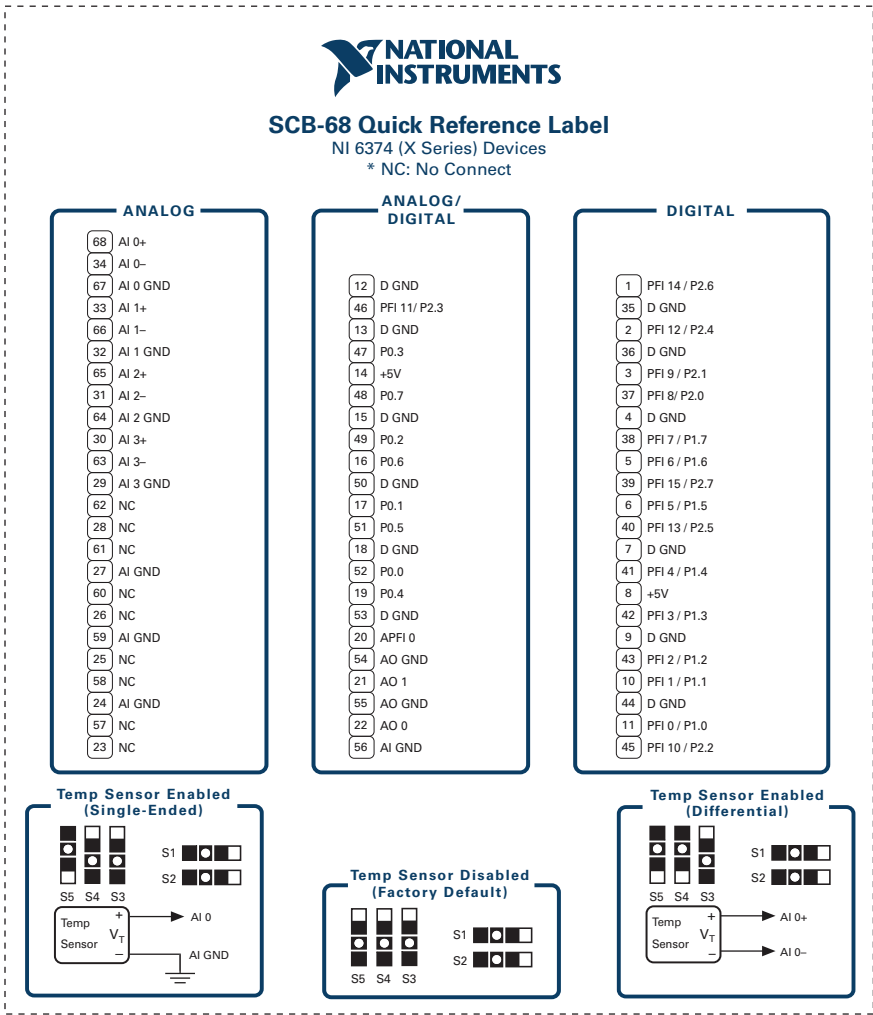 NATIONAL
INSTRUMENTS
SCB-68 Quick Reference Label
NI 6374 (X Series) Devices
* NC: No Connect
ANALOG
68 AI 0+
34 AI 0–
67 AI 0 GND
33 AI 1+
66 AI 1–
32 AI 1 GND
65 AI 2+
31 AI 2–
64 AI 2 GND
30 AI 3+
63 AI 3–
29 AI 3 GND
62 NC
28 NC
61 NC
27 AI GND
60 NC
26 NC
59 AI GND
25 NC
58 NC
24 AI GND
57 NC
23 NC
ANALOG/
DIGITAL
12 D GND
46 PFI 11/ P2.3
13 D GND
47 P0.3
14 +5V
48 P0.7
15 D GND
49 P0.2
16 P0.6
50 D GND
17 P0.1
51 P0.5
18 D GND
52 P0.0
19 P0.4
53 D GND
20 APFI 0
54 AO GND
21 AO 1
55 AO GND
22 AO 0
56 AI GND
DIGITAL
1 PFI 14 / P2.6
35 D GND
2 PFI 12 / P2.4
36 D GND
3 PFI 9 / P2.1
37 PFI 8/ P2.0
4 D GND
38 PFI 7 / P1.7
5 PFI 6 / P1.6
39 PFI 15 / P2.7
6 PFI 5 / P1.5
40 PFI 13 / P2.5
7 D GND
41 PFI 4 / P1.4
8 +5V
42 PFI 3 / P1.3
9 D GND
43 PFI 2 / P1.2
10 PFI 1 / P1.1
44 D GND
11 PFI 0 / P1.0
45 PFI 10 / P2.2
Temp Sensor Enabled
(Single-Ended)
S1
S2
S5 S4 S3
Temp
Sensor
+
VT
–
AI 0
AI GND
Temp Sensor Disabled
(Factory Default)
S1
S2
S5 S4 S3
Temp Sensor Enabled
(Differential)
S1
S2
S5 S4 S3
Temp
Sensor
+
VT
–
AI 0+
AI 0–